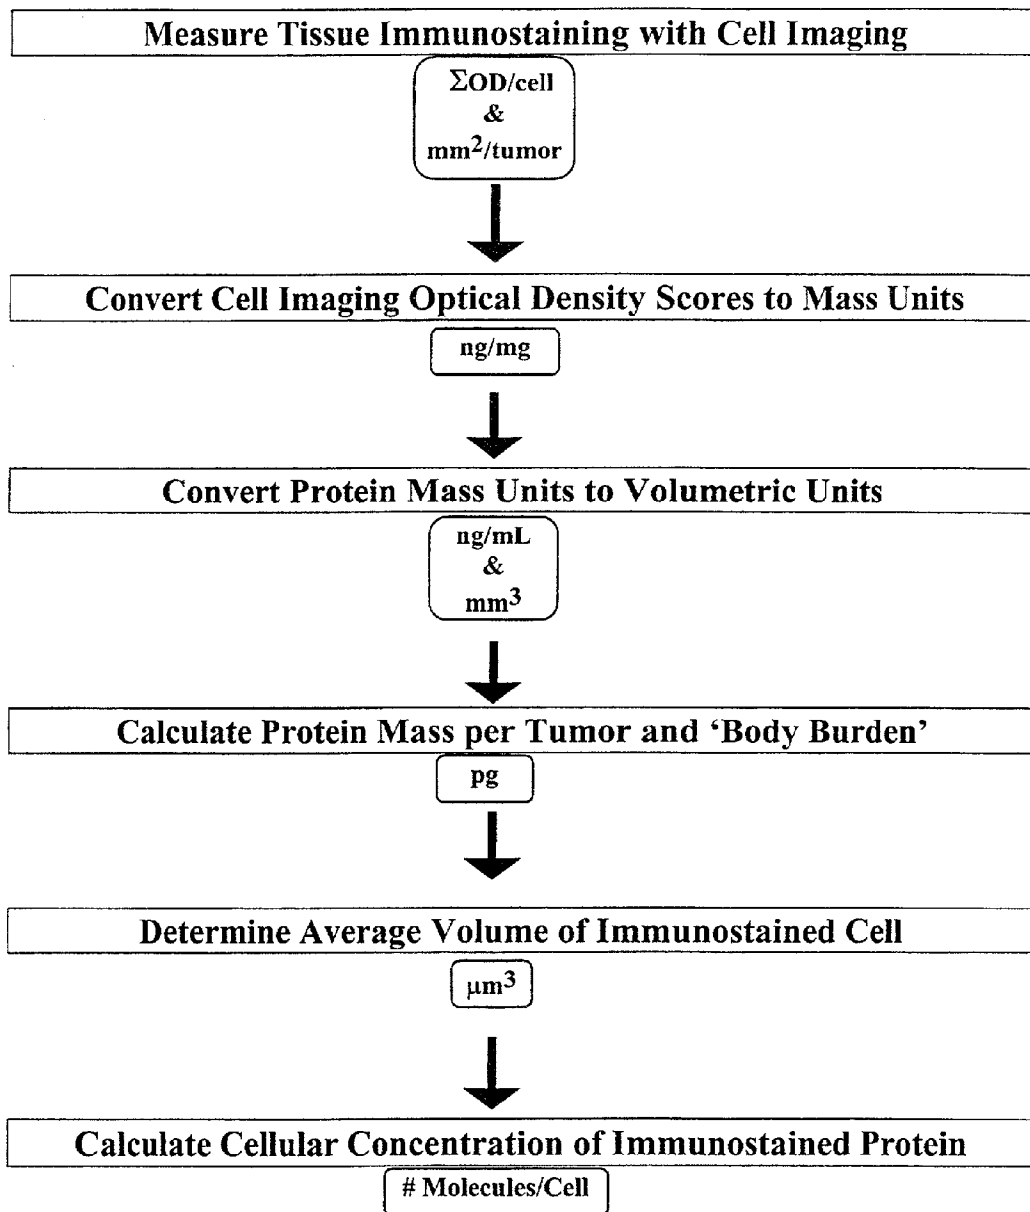 Measure Tissue Immunostaining with Cell Imaging
ΣOD/cell
&
mm²/tumor
Convert Cell Imaging Optical Density Scores to Mass Units
ng/mg
Convert Protein Mass Units to Volumetric Units
ng/mL
&
mm³
Calculate Protein Mass per Tumor and ‘Body Burden’
pg
Determine Average Volume of Immunostained Cell
μm³
Calculate Cellular Concentration of Immunostained Protein
# Molecules/Cell